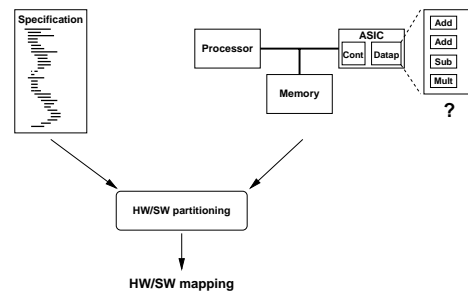 Specification
Processor
ASIC
Cont
Datap
Add
Add
Sub
Mult
?
Memory
HW/SW partitioning
HW/SW mapping